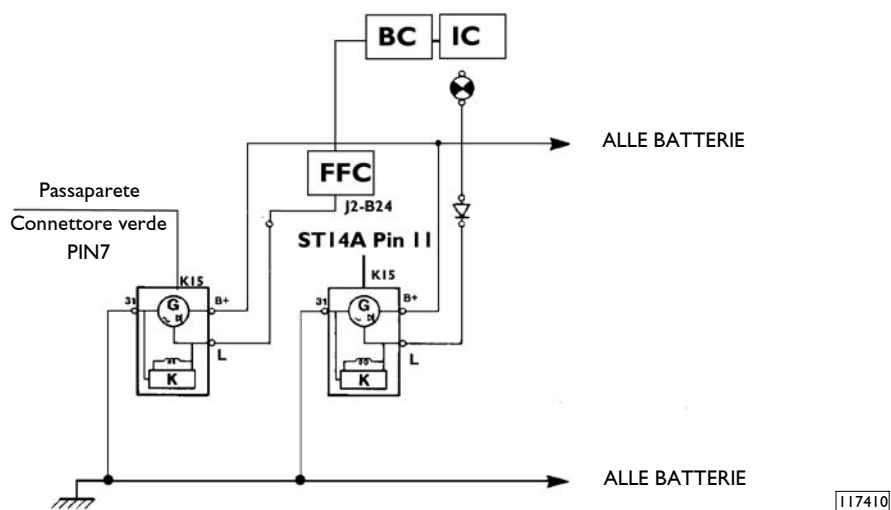 BC IC
ALLE BATTERIE
FFC
Passaparete
J2-B24
Connettore verde
PIN7
ST14A Pin 11
K15
K15
31 G B+
31 G B+
L
L
K
K
ALLE BATTERIE
117410